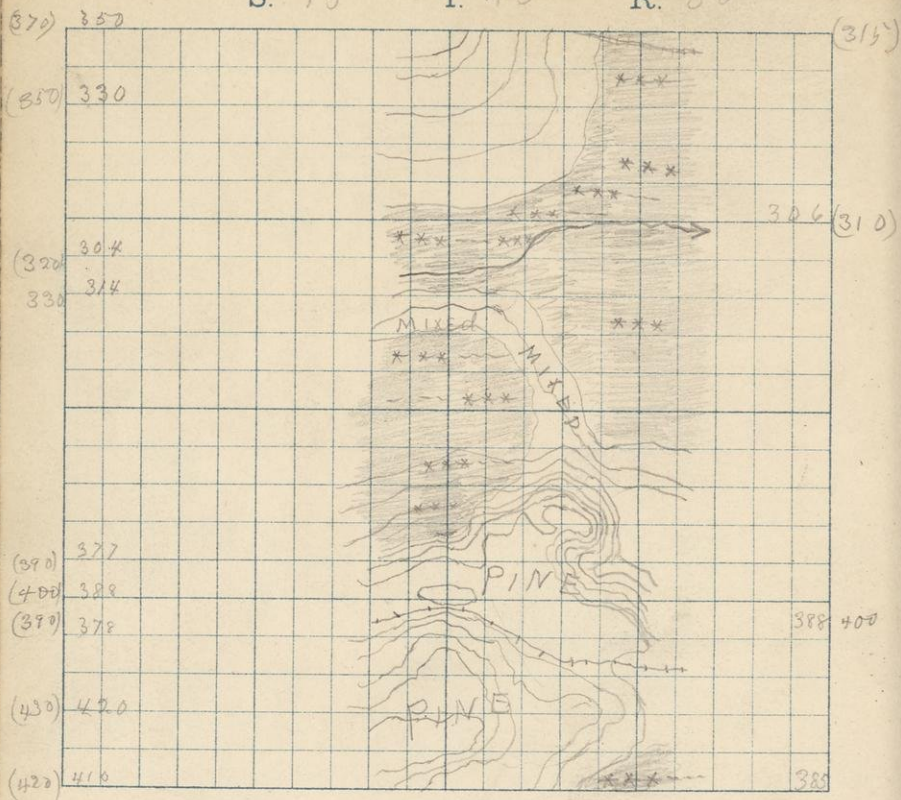 S. T. R.
(370) 350 (315)
(350) 330
306 (310)
304
(320)
330 314
Mixed
MIXED
(390) 377
PINE
(400) 388
(390) 378 388 400
(430) 420
PINE
(420) 410 385